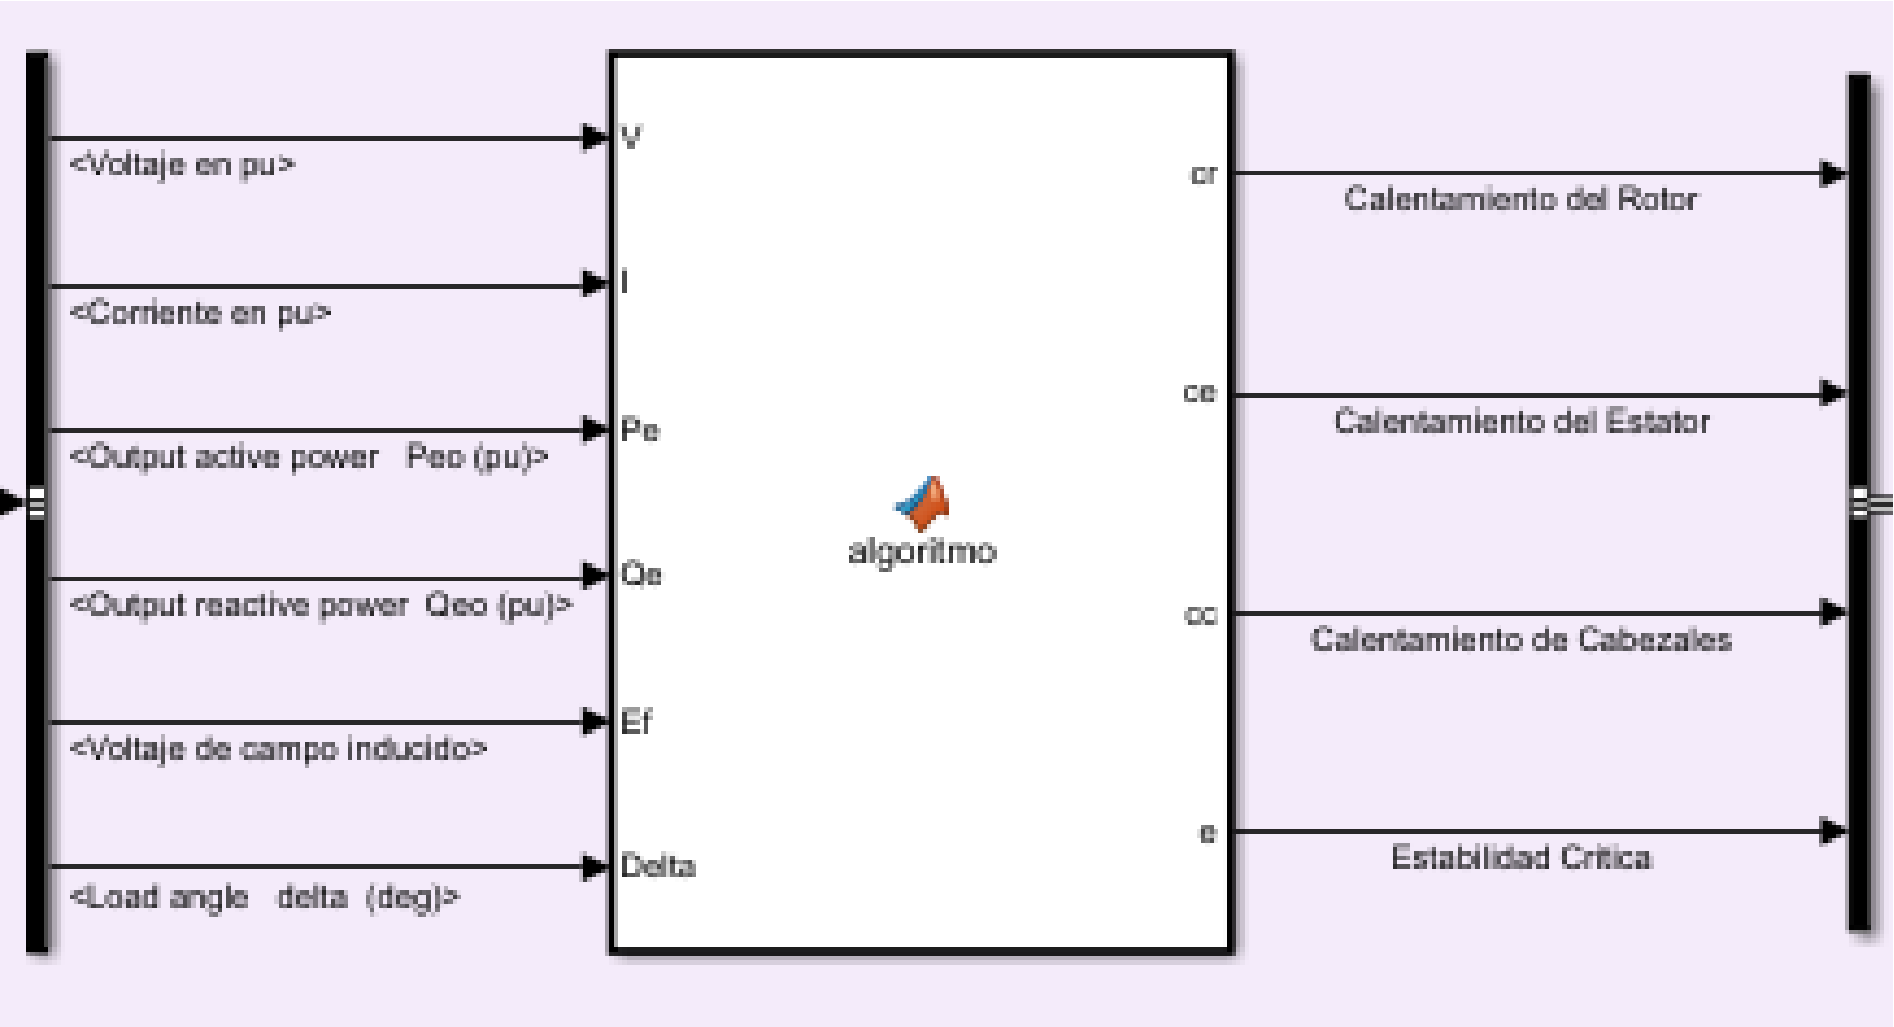 <Voltaje en pu>
<Corriente en pu>
<Output active power Peo (pu)>
<Output reactive power Qeo (pu)>
<Voltaje de campo inducido>
<Load angle delta (deg)>
V
I
Pe
Qe
Ef
Delta
algoritmo
cr
ce
cc
e
Calentamiento del Rotor
Calentamiento del Estator
Calentamiento de Cabezales
Estabilidad Critica